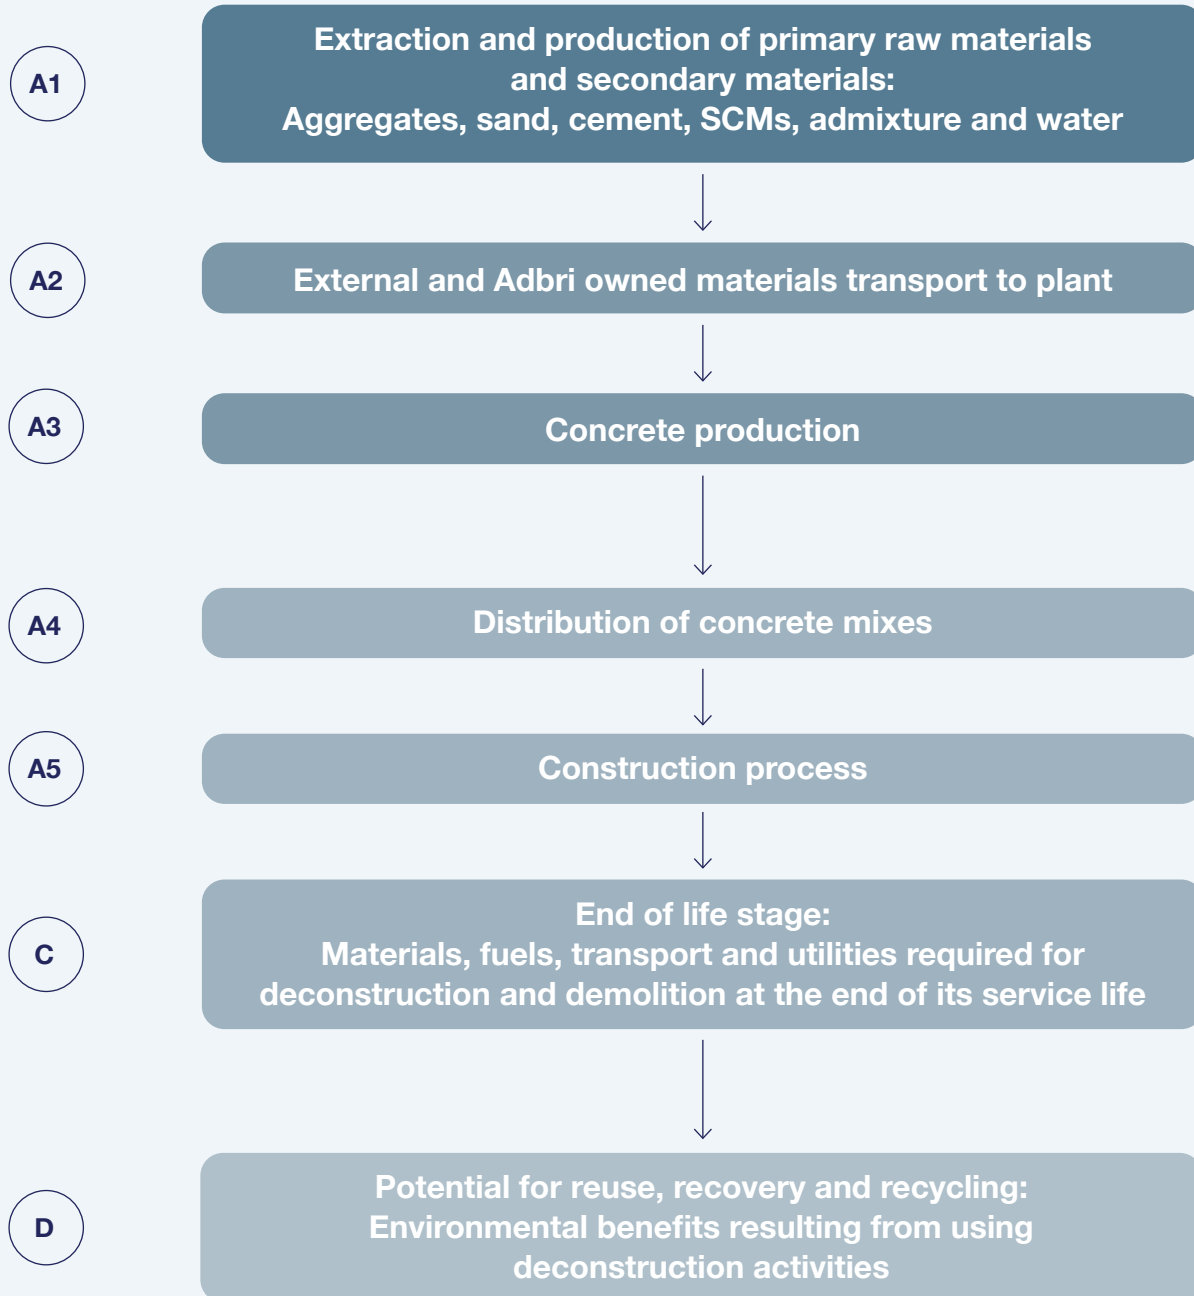 A1
Extraction and production of primary raw materials
and secondary materials:
Aggregates, sand, cement, SCMs, admixture and water
A2
External and Adbri owned materials transport to plant
A3
Concrete production
A4
Distribution of concrete mixes
A5
Construction process
C
End of life stage:
Materials, fuels, transport and utilities required for
deconstruction and demolition at the end of its service life
D
Potential for reuse, recovery and recycling:
Environmental benefits resulting from using
deconstruction activities